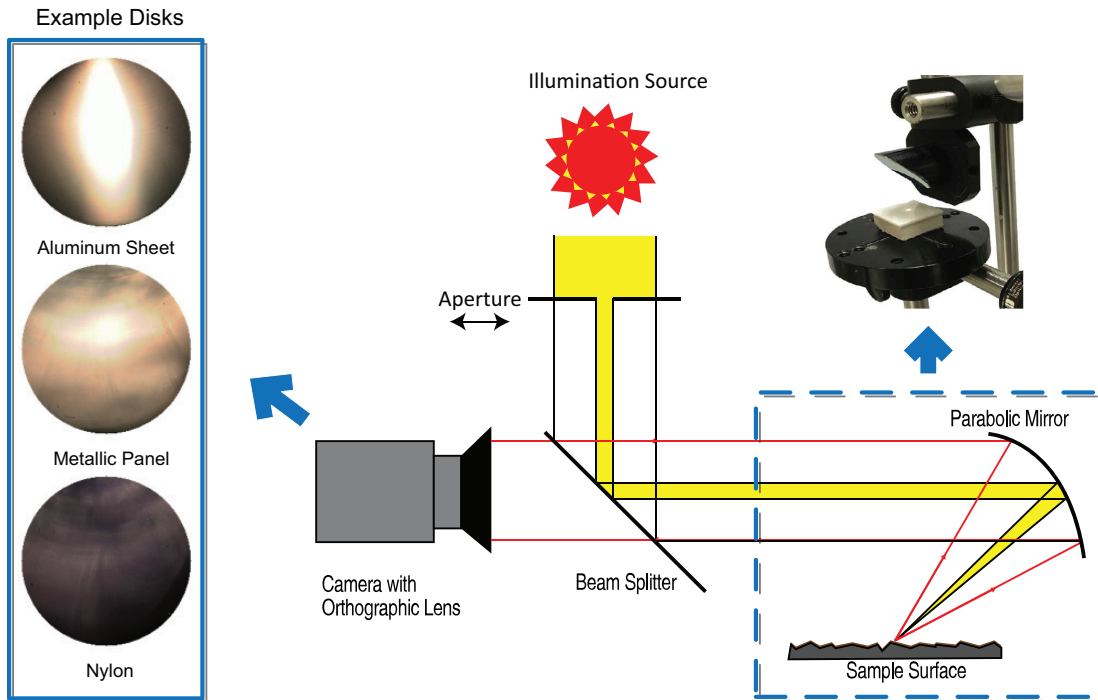 Example Disks
Aluminum Sheet
Metallic Panel
Nylon
Illumination Source
Aperture
Camera with
Orthographic Lens
Beam Splitter
Parabolic Mirror
Sample Surface